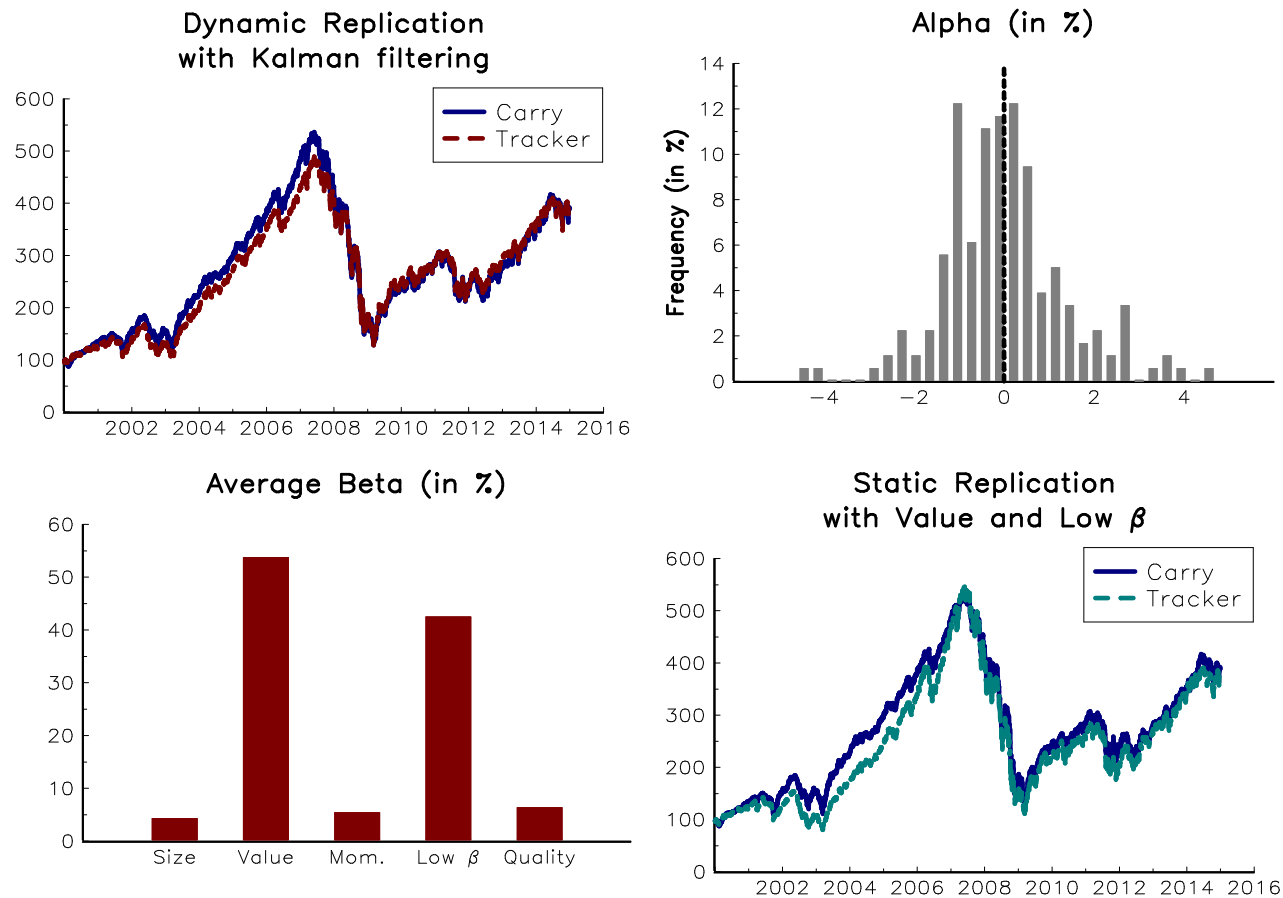 Dynamic Replication
with Kalman filtering
600
500
400
300
200
100
0
Carry
Tracker
2002 2004 2006 2008 2010 2012 2014 2016
Alpha (in %)
Frequency (in %)
14
12
10
8
6
4
2
0
−4 −2 0 2 4
Average Beta (in %)
60
50
40
30
20
10
0
Size Value Mom. Low β Quality
Static Replication
with Value and Low β
600
500
400
300
200
100
0
Carry
Tracker
2002 2004 2006 2008 2010 2012 2014 2016